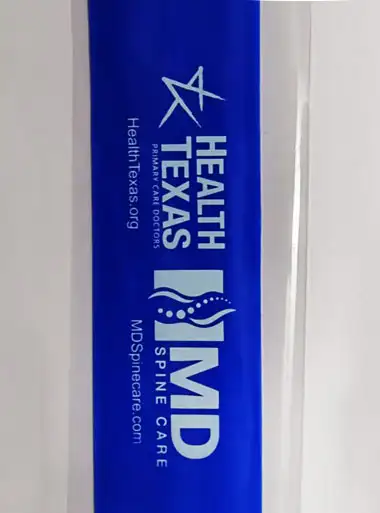 HEALTH
TEXAS
PRIMARY CARE DOCTORS
HealthTexas.org
MD
SPINE CARE
MDSpinecare.com